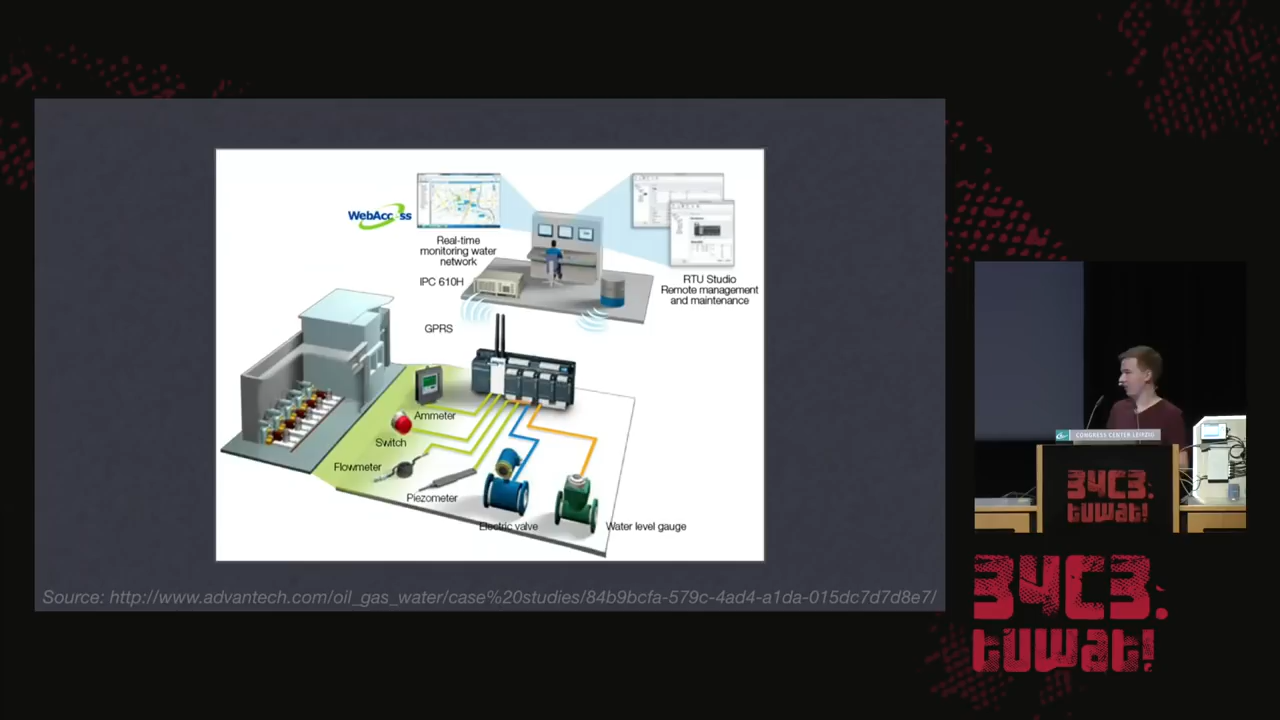 WebAccess
Real-time
monitoring water
network
IPC 610H
GPRS
RTU Studio
Remote management
and maintenance
Ammeter
Switch
Flowmeter
Piezometer
Electric valve
Water level gauge
Source: http://www.advantech.com/oil_gas_water/case%20studies/84b9bcfa-579c-4ad4-a1da-015dc7d7d8e7/
CONGRESS CENTER LEIPZIG
34C3.
tuwat!
34C3.
tuwat!